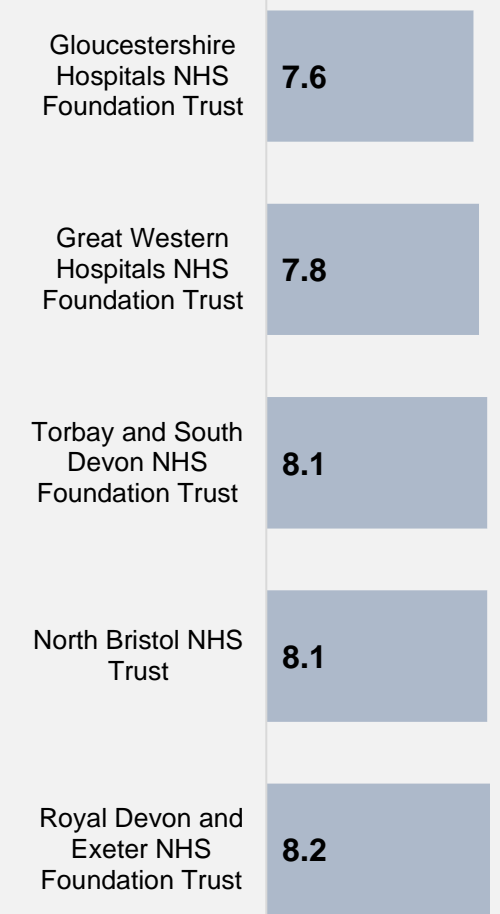 Gloucestershire
Hospitals NHS
Foundation Trust
7.6
Great Western
Hospitals NHS
Foundation Trust
7.8
Torbay and South
Devon NHS
Foundation Trust
8.1
North Bristol NHS
Trust
8.1
Royal Devon and
Exeter NHS
Foundation Trust
8.2